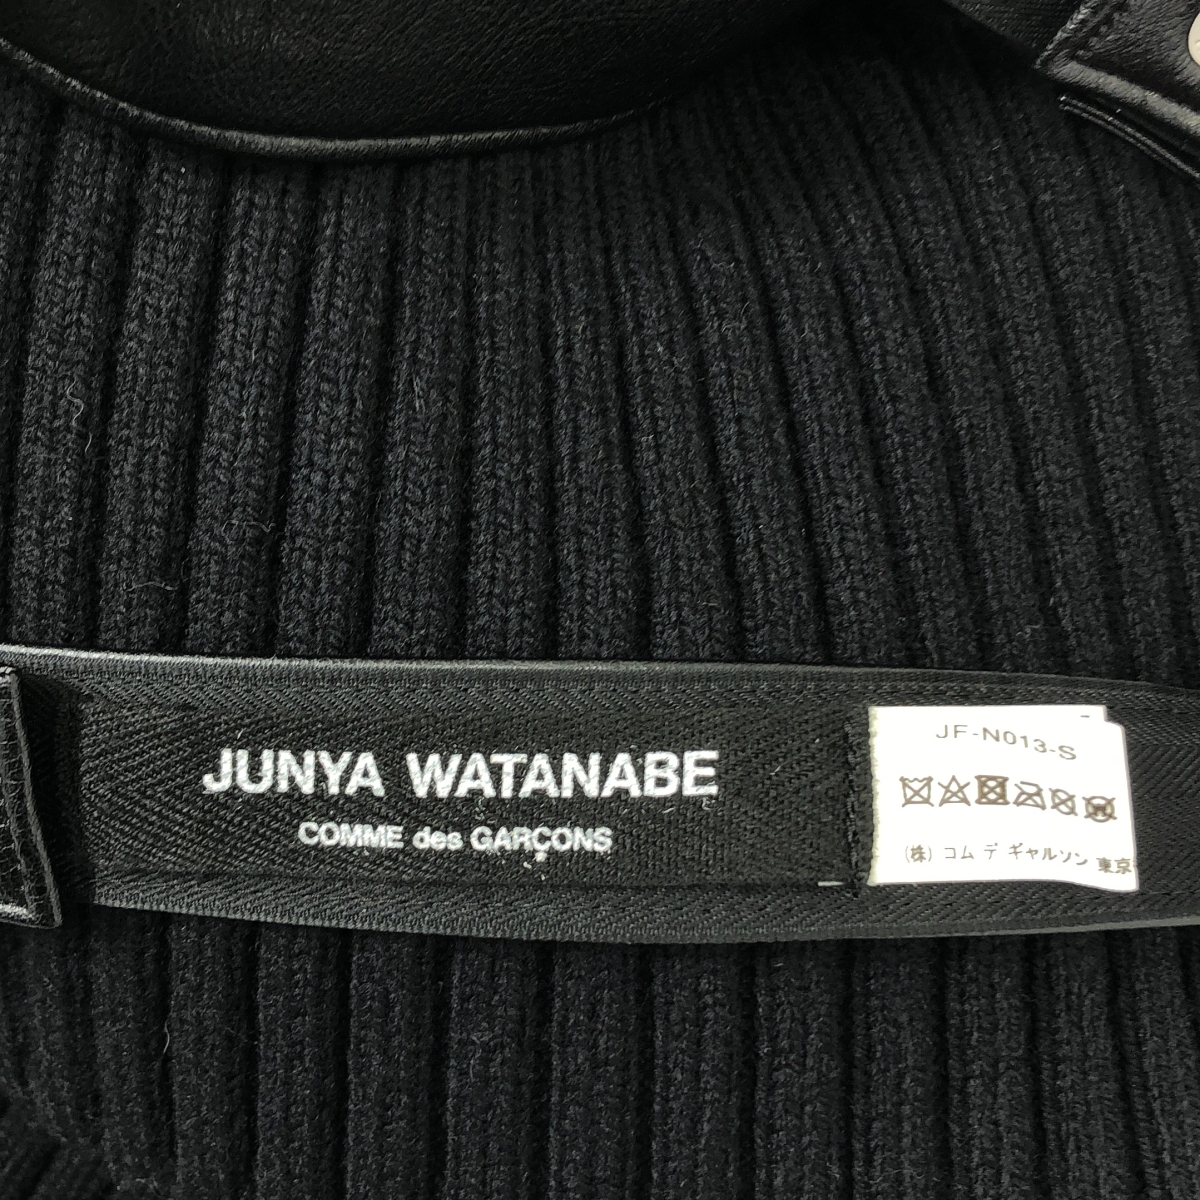 JUNYA WATANABE
COMME des GARÇONS
JF-N013-S
W
(株) コム デ ギャルソン 東京